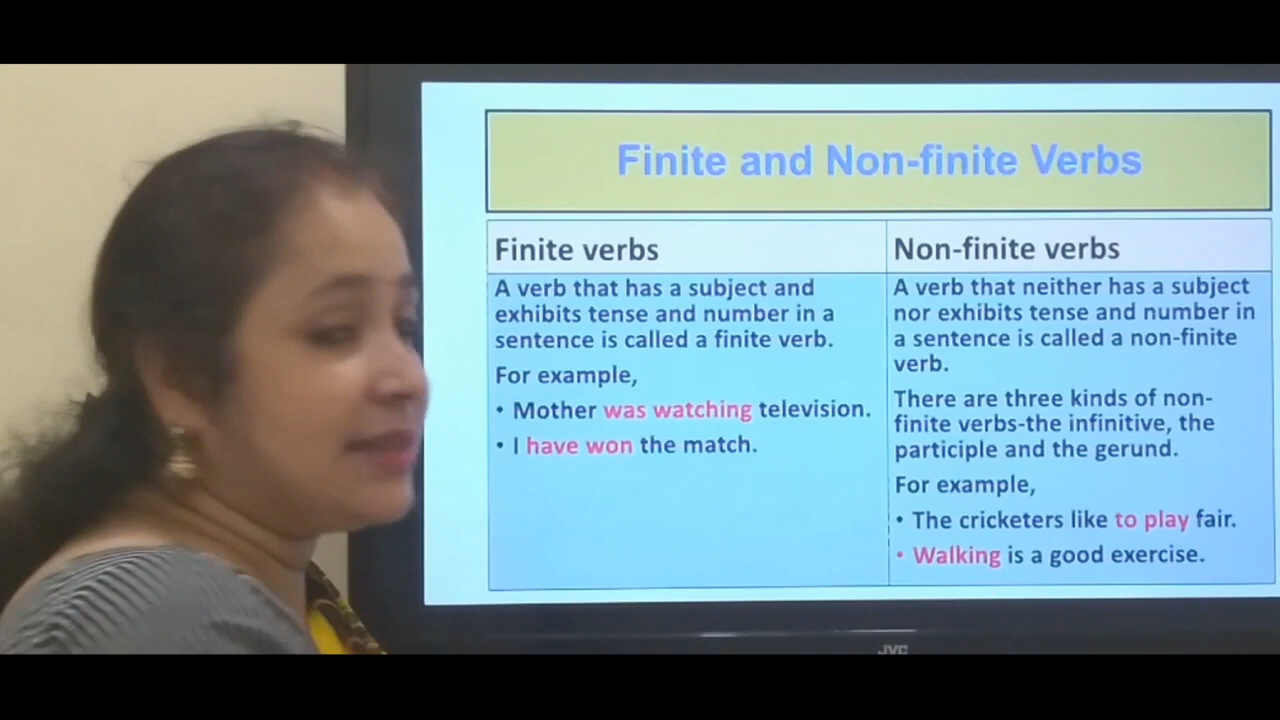 Finite and Non-finite Verbs
Finite verbs
A verb that has a subject and
exhibits tense and number in a
sentence is called a finite verb.
For example,
• Mother was watching television.
• I have won the match.
Non-finite verbs
A verb that neither has a subject
nor exhibits tense and number in
a sentence is called a non-finite
verb.
There are three kinds of non-
finite verbs-the infinitive, the
participle and the gerund.
For example,
• The cricketers like to play fair.
• Walking is a good exercise.
JVC